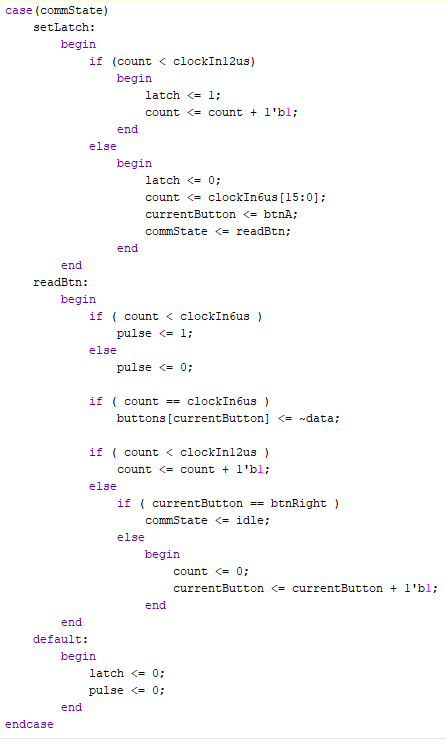 case(commState)
    setLatch:
        begin
            if (count < clockIn12us)
                begin
                    latch <= 1;
                    count <= count + 1'b1;
                end
            else
                begin
                    latch <= 0;
                    count <= clockIn6us[15:0];
                    currentButton <= btnA;
                    commState <= readBtn;
                end
        end
    readBtn:
        begin
            if ( count < clockIn6us )
                pulse <= 1;
            else
                pulse <= 0;

            if ( count == clockIn6us )
                buttons[currentButton] <= ~data;

            if ( count < clockIn12us )
                count <= count + 1'b1;
            else
                if ( currentButton == btnRight )
                    commState <= idle;
                else
                    begin
                        count <= 0;
                        currentButton <= currentButton + 1'b1;
                    end
        end
    default:
        begin
            latch <= 0;
            pulse <= 0;
        end
endcase